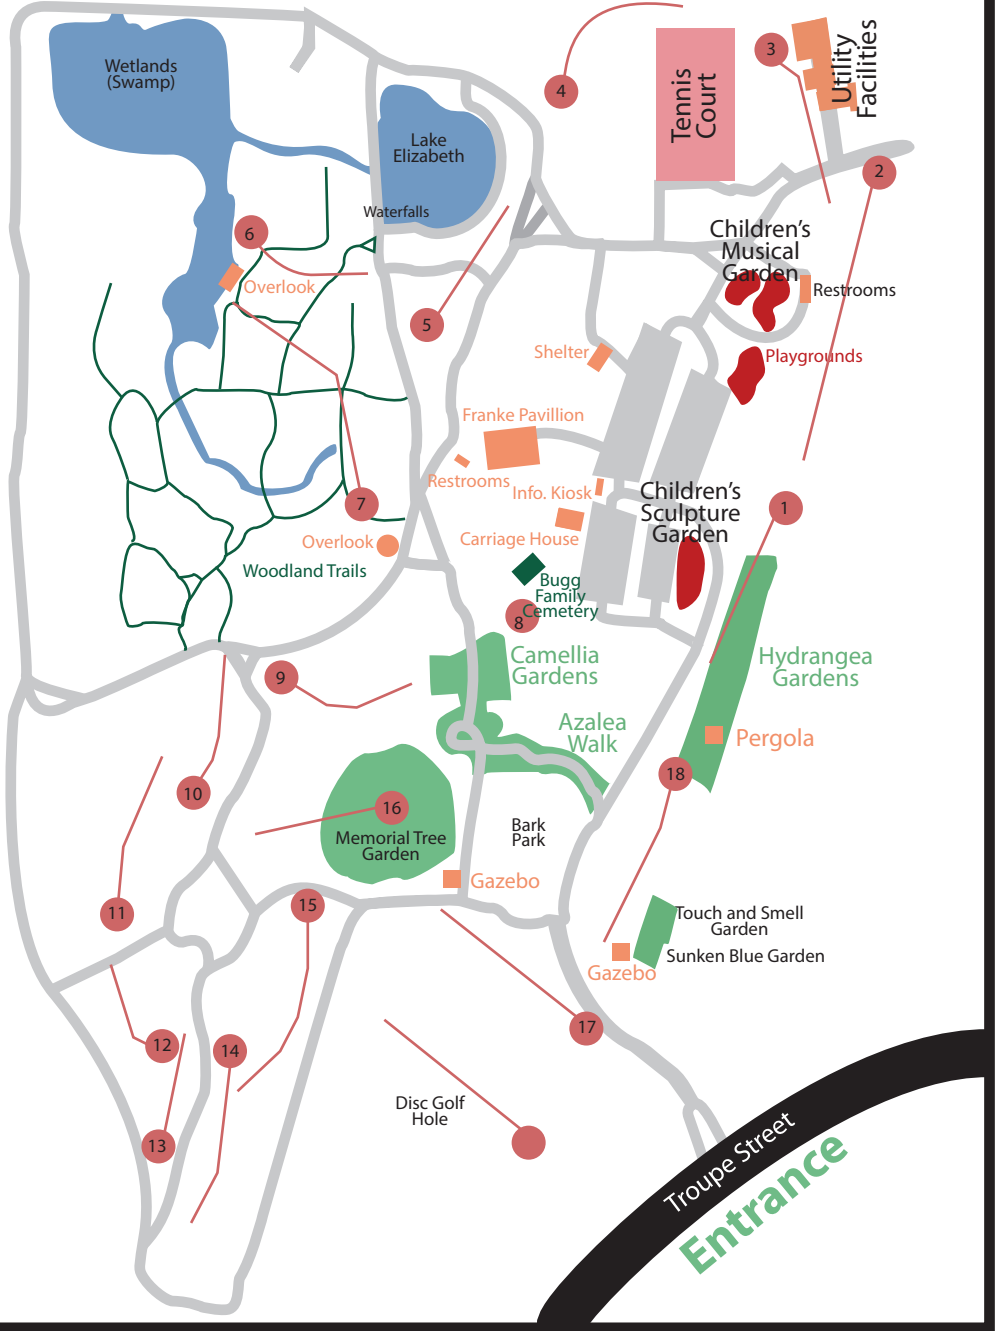 Wetlands
(Swamp)
Lake
Elizabeth
Waterfalls
4
Tennis
Court
3
Utility
Facilities
2
6
Overlook
5
Children's
Musical
Garden
Restrooms
Shelter
Playgrounds
Franke Pavillion
Restrooms
Info. Kiosk
Children's
Sculpture
Garden
7
1
Overlook
Carriage House
Woodland Trails
Bugg
Family
Cemetery
8
Camellia
Gardens
Hydrangea
Gardens
9
Azalea
Walk
Pergola
18
10
16
Memorial Tree
Garden
Bark
Park
Gazebo
11
15
Touch and Smell
Garden
Sunken Blue Garden
Gazebo
17
12
14
13
Disc Golf
Hole
Troupe Street
Entrance